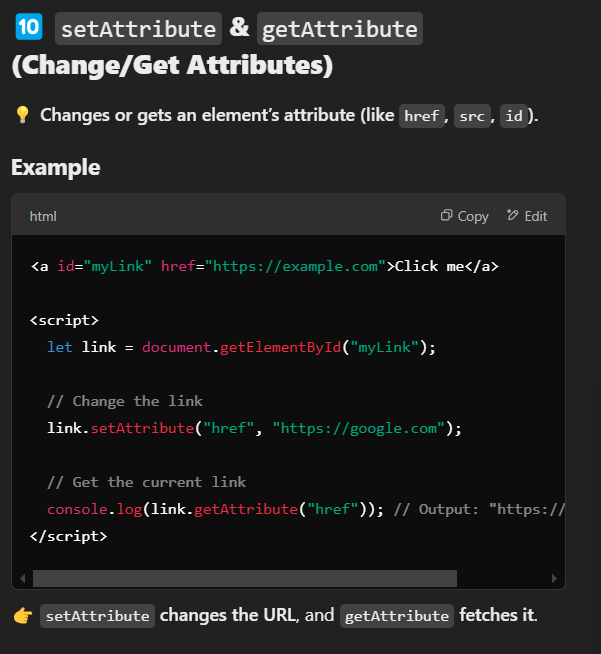 🔟 setAttribute & getAttribute
(Change/Get Attributes)
💡 Changes or gets an element’s attribute (like href, src, id).
Example
html Copy Edit
<a id="myLink" href="https://example.com">Click me</a>
<script>
let link = document.getElementById("myLink");
// Change the link
link.setAttribute("href", "https://google.com");
// Get the current link
console.log(link.getAttribute("href")); // Output: "https://
</script>
👉 setAttribute changes the URL, and getAttribute fetches it.